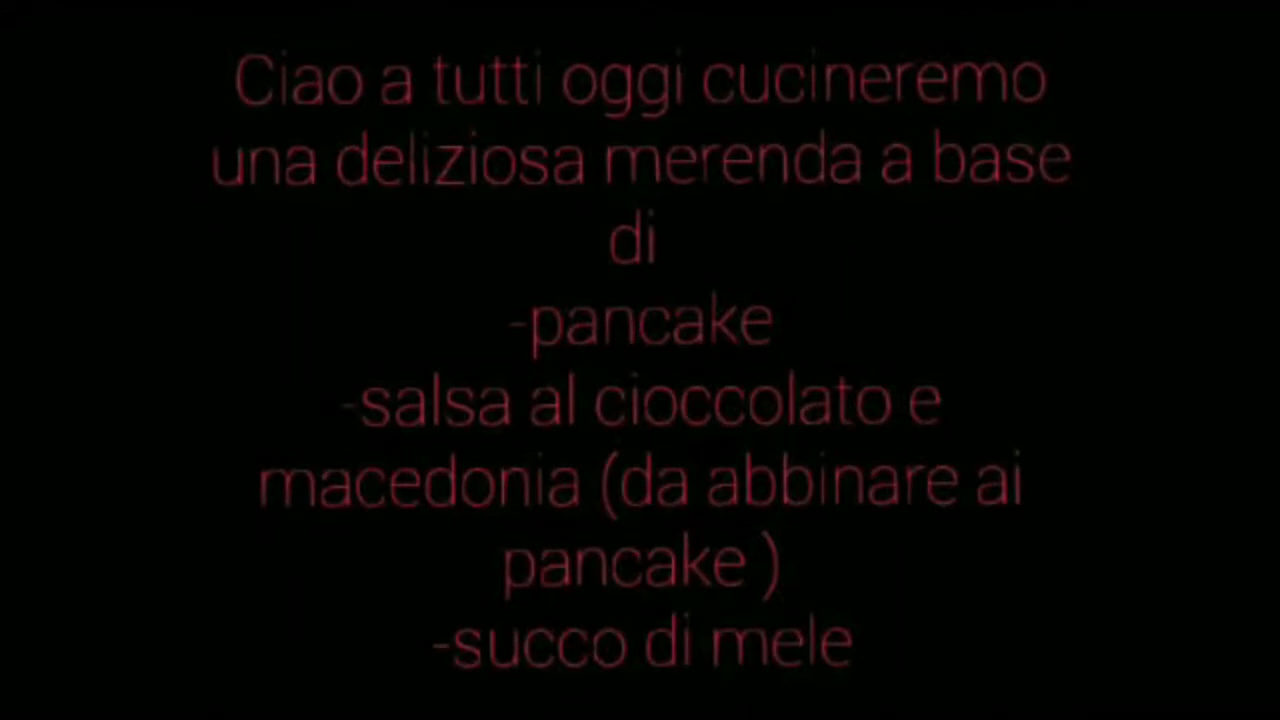 Ciao a tutti oggi cucineremo
una deliziosa merenda a base
di
-pancake
-salsa al cioccolato e
macedonia (da abbinare ai
pancake )
-succo di mele